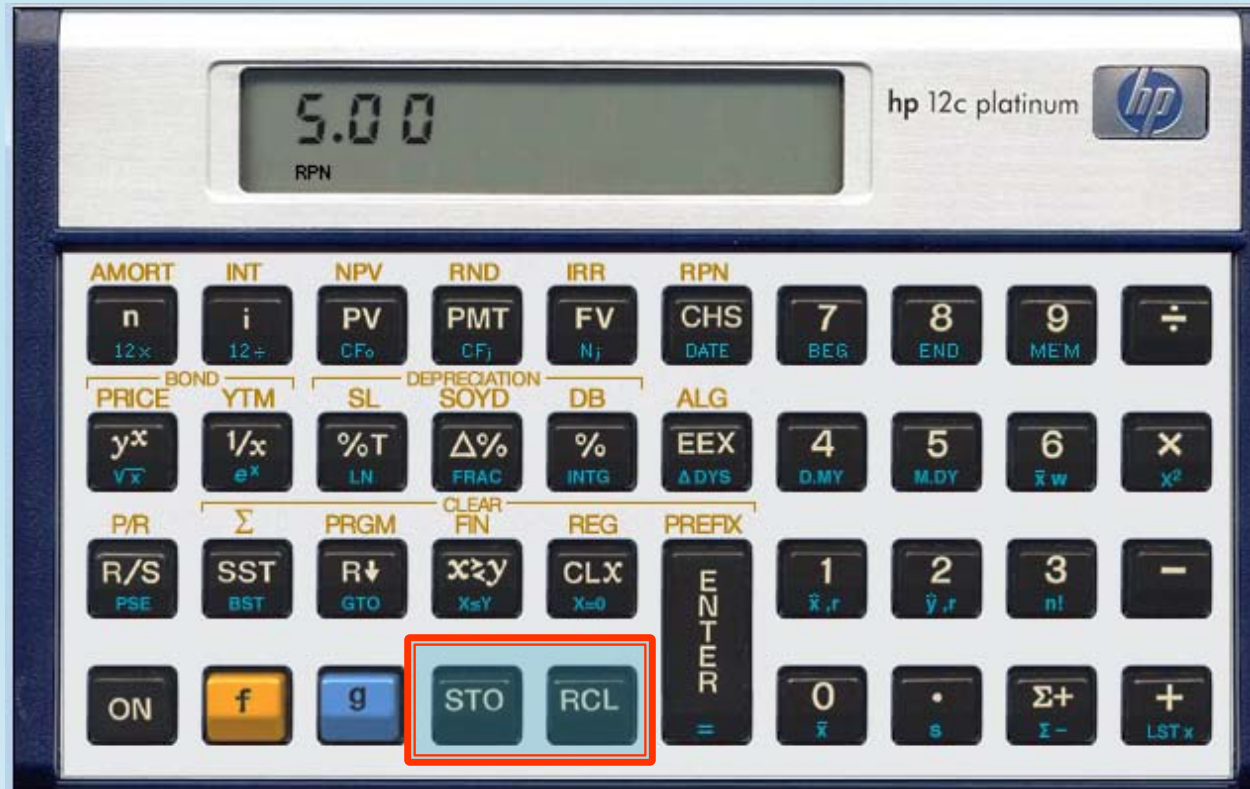 5.00
RPN
hp 12c platinum
hp
AMORT INT NPV RND IRR RPN
n i PV PMT FV CHS 7 8 9 ÷
12× 12÷ CFo CFj Nj DATE BEG END MEM
BOND DEPRECIATION
PRICE YTM SL SOYD DB ALG
yˣ 1/x %T Δ% % EEX 4 5 6 ×
√x eˣ LN FRAC INTG ΔDYS D.MY M.DY x̄w x²
CLEAR
P/R Σ PRGM FIN REG PREFIX
R/S SST R↓ x≷y CLx ENTER 1 2 3 −
PSE BST GTO X≤Y X=0 x̂,r ŷ,r n!
ON f g STO RCL 0 • Σ+ +
= x̄ s Σ− LSTx